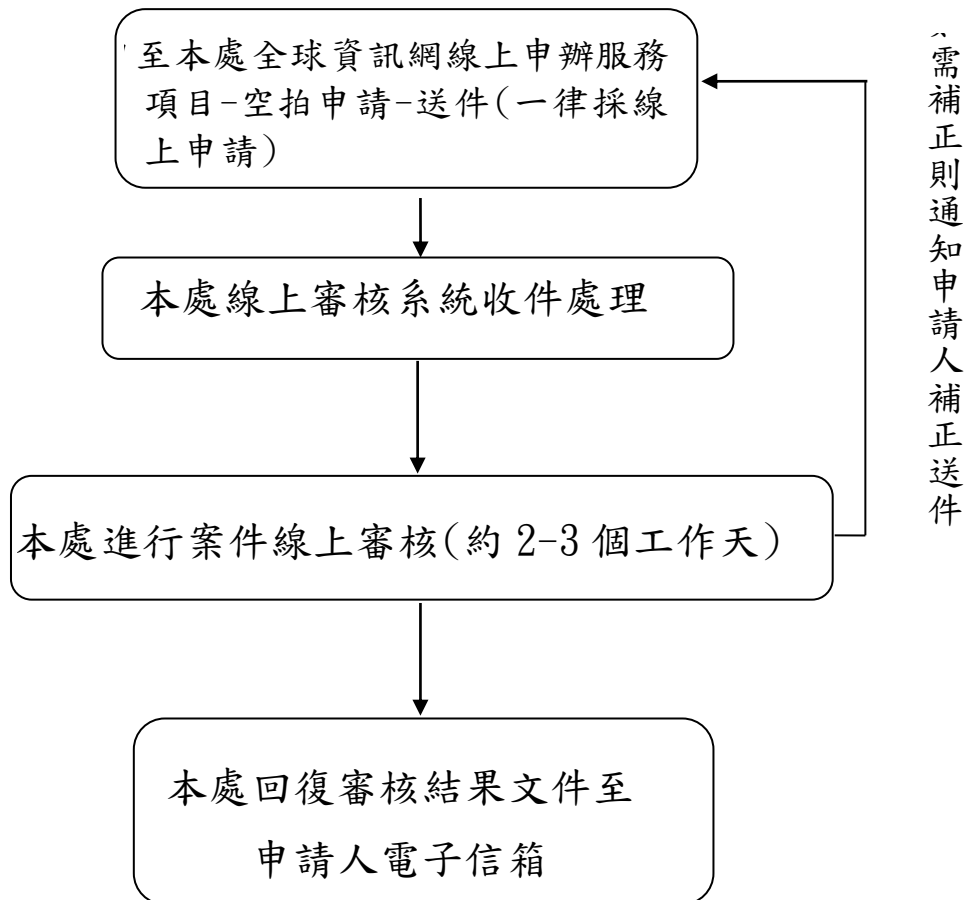 至本處全球資訊網線上申辦服務
項目-空拍申請-送件(一律採線
上申請)
本處線上審核系統收件處理
本處進行案件線上審核(約 2-3 個工作天)
本處回復審核結果文件至
申請人電子信箱
需補正則通知申請人補正送件